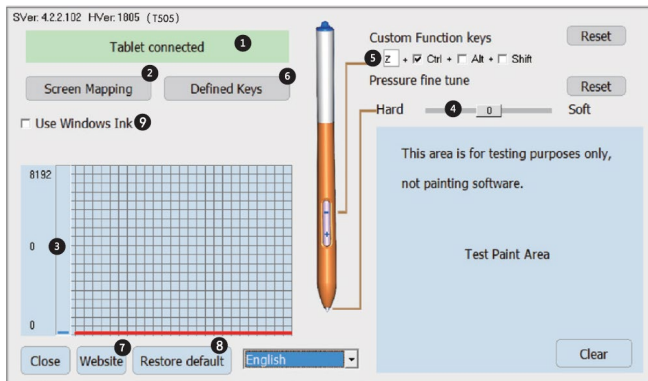 SVer: 4.2.2.102 HVer: 1805 (T505)
Tablet connected 1
Custom Function keys
Reset
5 Z + Ctrl + Alt + Shift
2
6
Screen Mapping
Defined Keys
Pressure fine tune
Reset
Hard 4 0 Soft
Use Windows Ink 9
This area is for testing purposes only,
not painting software.
8192
0 3
0
Test Paint Area
7
8
Close
Website
Restore default
English
Clear